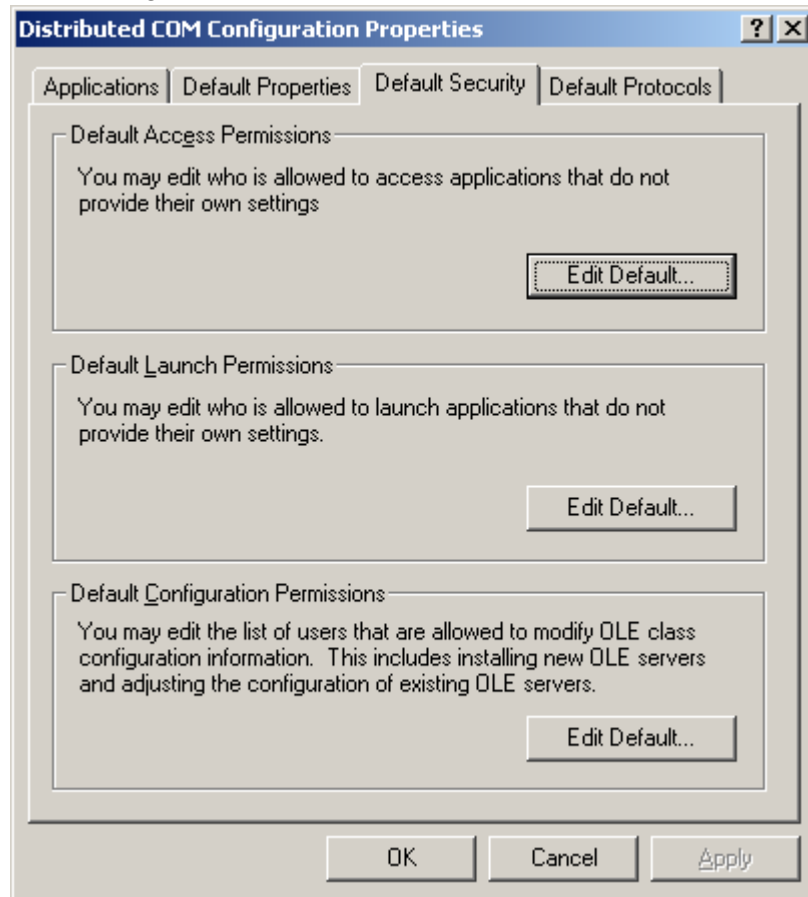 Distributed COM Configuration Properties
? X
Applications Default Properties Default Security Default Protocols
Default Access Permissions
You may edit who is allowed to access applications that do not
provide their own settings
Edit Default...
Default Launch Permissions
You may edit who is allowed to launch applications that do not
provide their own settings.
Edit Default...
Default Configuration Permissions
You may edit the list of users that are allowed to modify OLE class
configuration information. This includes installing new OLE servers
and adjusting the configuration of existing OLE servers.
Edit Default...
OK Cancel Apply